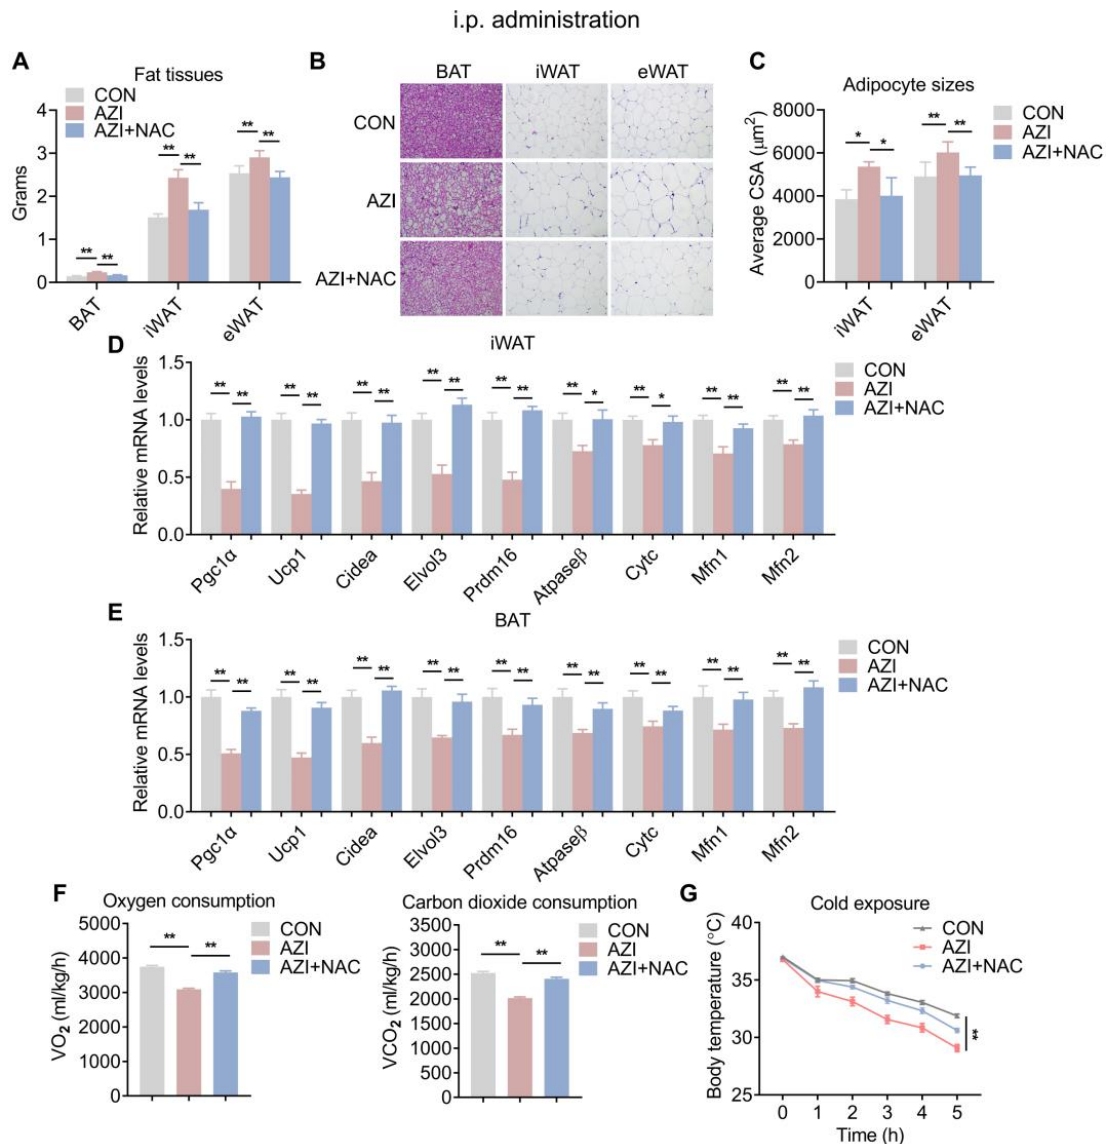 i.p. administration
A
Fat tissues
CON
AZI
AZI+NAC
**
**
**
**
**
**
4
3
2
1
0
Grams
BAT
iWAT
eWAT
B
BAT
iWAT
eWAT
CON
AZI
AZI+NAC
C
Adipocyte sizes
CON
AZI
AZI+NAC
*
*
**
**
8000
6000
4000
2000
0
Average CSA (μm²)
iWAT
eWAT
D
iWAT
CON
AZI
AZI+NAC
** ** ** ** ** ** ** ** ** ** ** * ** * ** ** ** **
1.5
1.0
0.5
0.0
Relative mRNA levels
Pgc1α
Ucp1
Cidea
Elvol3
Prdm16
Atpaseβ
Cytc
Mfn1
Mfn2
E
BAT
CON
AZI
AZI+NAC
** ** ** ** ** ** ** ** ** ** ** ** ** ** ** ** ** **
1.5
1.0
0.5
0.0
Relative mRNA levels
Pgc1α
Ucp1
Cidea
Elvol3
Prdm16
Atpaseβ
Cytc
Mfn1
Mfn2
F
Oxygen consumption
CON
AZI
AZI+NAC
**
**
5000
4000
3000
2000
1000
0
VO₂ (ml/kg/h)
Carbon dioxide consumption
CON
AZI
AZI+NAC
**
**
3500
3000
2500
2000
1500
1000
500
0
VCO₂ (ml/kg/h)
G
Cold exposure
CON
AZI
AZI+NAC
**
40
35
30
25
Body temperature (°C)
0 1 2 3 4 5
Time (h)